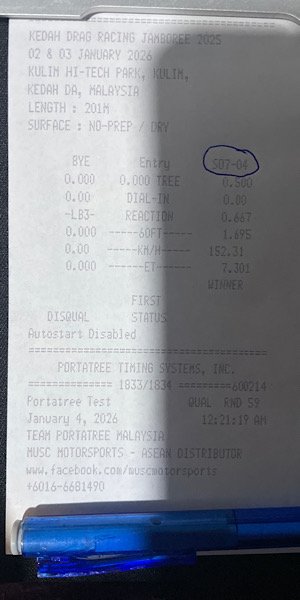 KEDAH DRAG RACING JAMBOREE 2025
02 & 03 JANUARY 2026
KULIM HI-TECH PARK, KULIM,
KEDAH DA, MALAYSIA
LENGTH : 201M
SURFACE : NO-PREP / DRY
BYE Entry S07-04
0.000 0.000 TREE 0.500
0.00 DIAL-IN 0.00
-LB3- REACTION 0.667
0.000 -----60FT----- 1.695
0.00 -----KM/H----- 152.31
0.000 ------ET------ 7.301
WINNER
FIRST
DISQUAL STATUS
Autostart Disabled
========================================
PORTATREE TIMING SYSTEMS, INC.
============== 1833/1834 =========600214
Portatree Test QUAL RND 59
January 4, 2026 12:21:19 AM
TEAM PORTATREE MALAYSIA
MUSC MOTORSPORTS - ASEAN DISTRIBUTOR
www.facebook.com/muscmotorsports
+6016-6681490